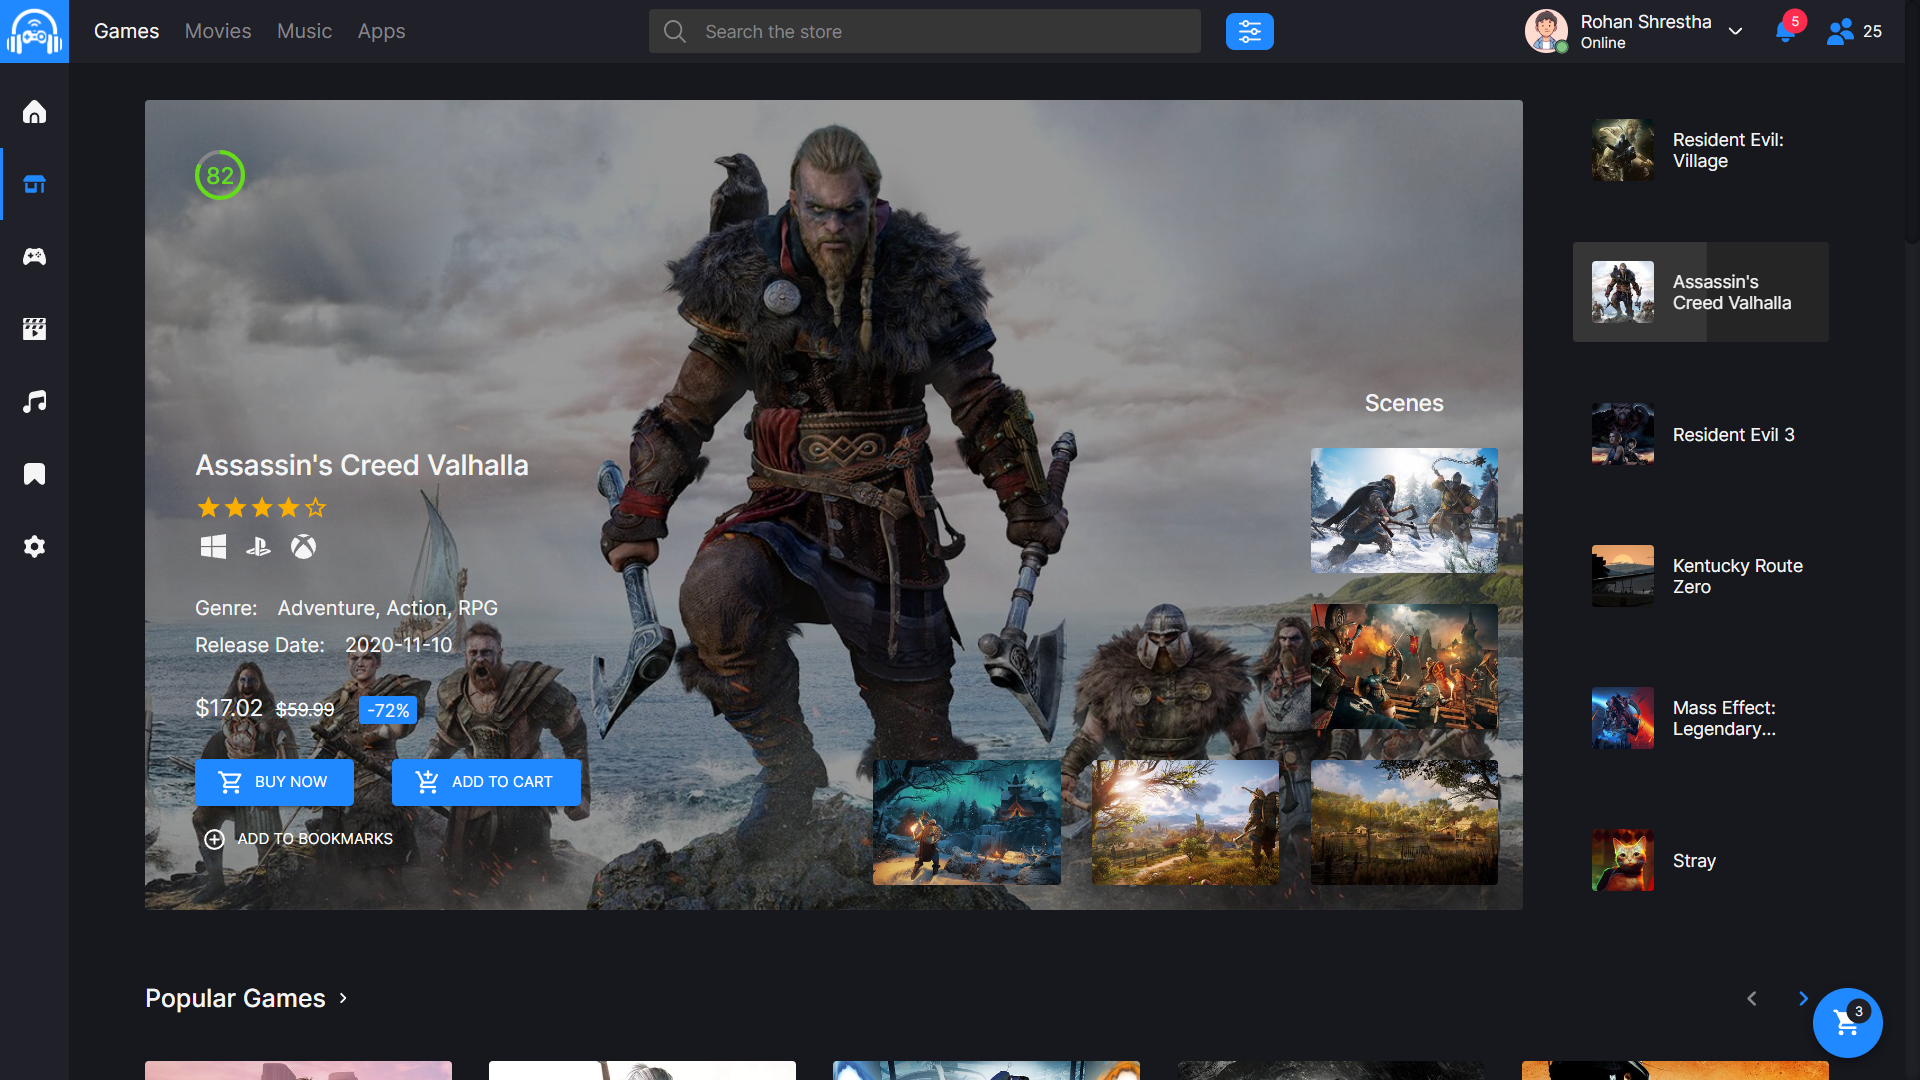 Games Movies Music Apps
Search the store
Rohan Shrestha
Online
5
25
82
Assassin's Creed Valhalla
Genre: Adventure, Action, RPG
Release Date: 2020-11-10
$17.02 $59.99 -72%
BUY NOW
ADD TO CART
ADD TO BOOKMARKS
Scenes
Resident Evil:
Village
Assassin's
Creed Valhalla
Resident Evil 3
Kentucky Route
Zero
Mass Effect:
Legendary...
Stray
Popular Games
3